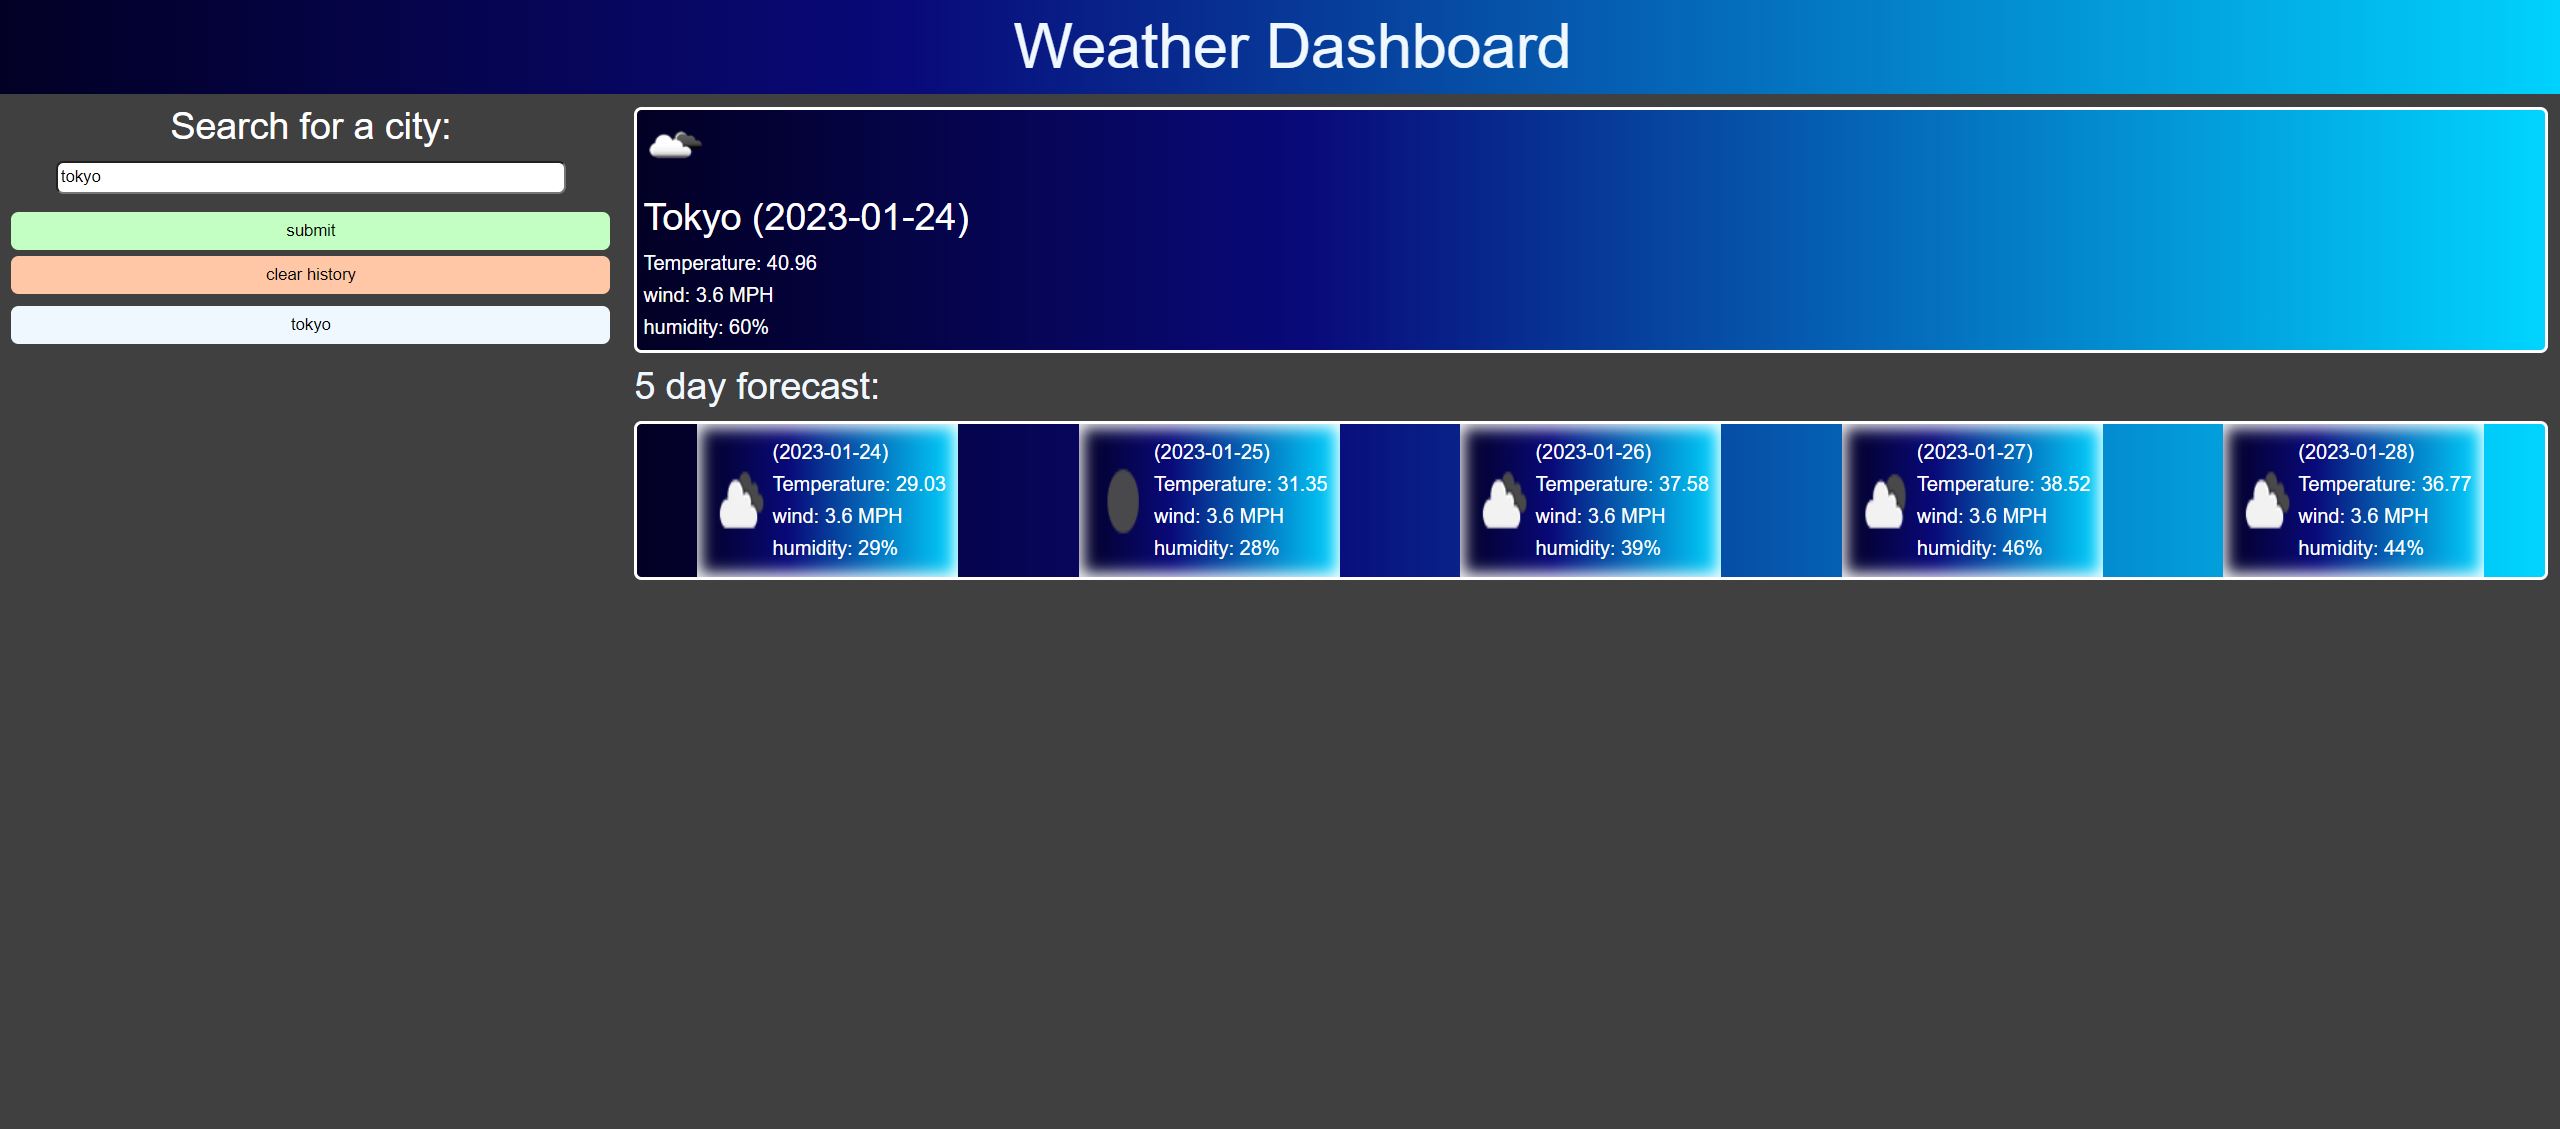 Weather Dashboard
Search for a city:
tokyo
submit
clear history
tokyo
Tokyo (2023-01-24)
Temperature: 40.96
wind: 3.6 MPH
humidity: 60%
5 day forecast:
(2023-01-24)
Temperature: 29.03
wind: 3.6 MPH
humidity: 29%
(2023-01-25)
Temperature: 31.35
wind: 3.6 MPH
humidity: 28%
(2023-01-26)
Temperature: 37.58
wind: 3.6 MPH
humidity: 39%
(2023-01-27)
Temperature: 38.52
wind: 3.6 MPH
humidity: 46%
(2023-01-28)
Temperature: 36.77
wind: 3.6 MPH
humidity: 44%